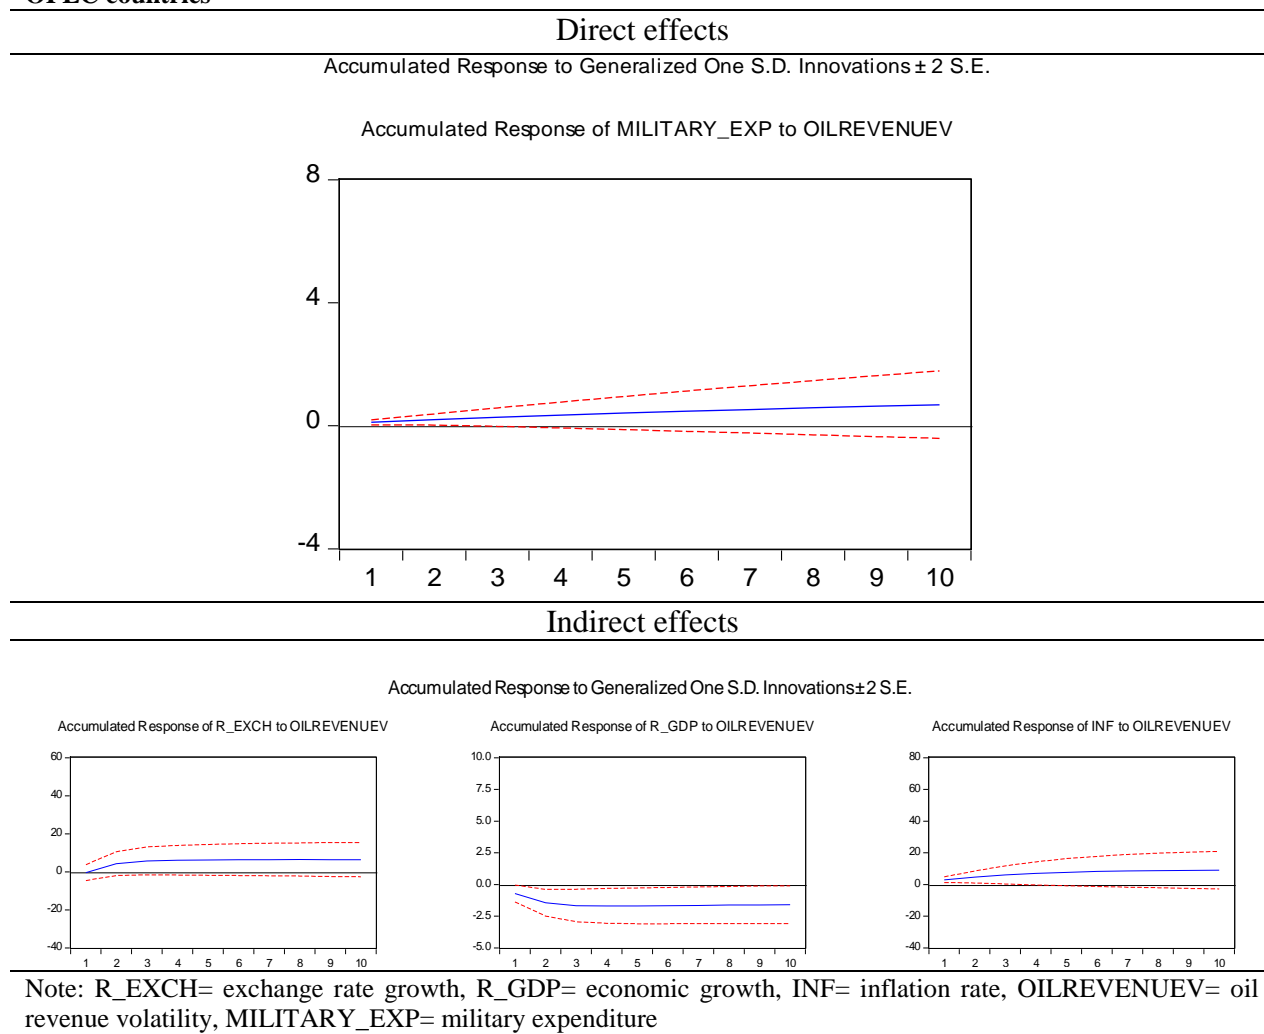 OPEC countries
Direct effects
Accumulated Response to Generalized One S.D. Innovations ± 2 S.E.
Accumulated Response of MILITARY_EXP to OILREVENUEV
8
4
0
-4
1 2 3 4 5 6 7 8 9 10
Indirect effects
Accumulated Response to Generalized One S.D. Innovations ± 2 S.E.
Accumulated Response of R_EXCH to OILREVENUEV
60
40
20
0
-20
-40
1 2 3 4 5 6 7 8 9 10
Accumulated Response of R_GDP to OILREVENUEV
10.0
7.5
5.0
2.5
0.0
-2.5
-5.0
1 2 3 4 5 6 7 8 9 10
Accumulated Response of INF to OILREVENUEV
80
60
40
20
0
-20
-40
1 2 3 4 5 6 7 8 9 10
Note: R_EXCH= exchange rate growth, R_GDP= economic growth, INF= inflation rate, OILREVENUEV= oil
revenue volatility, MILITARY_EXP= military expenditure